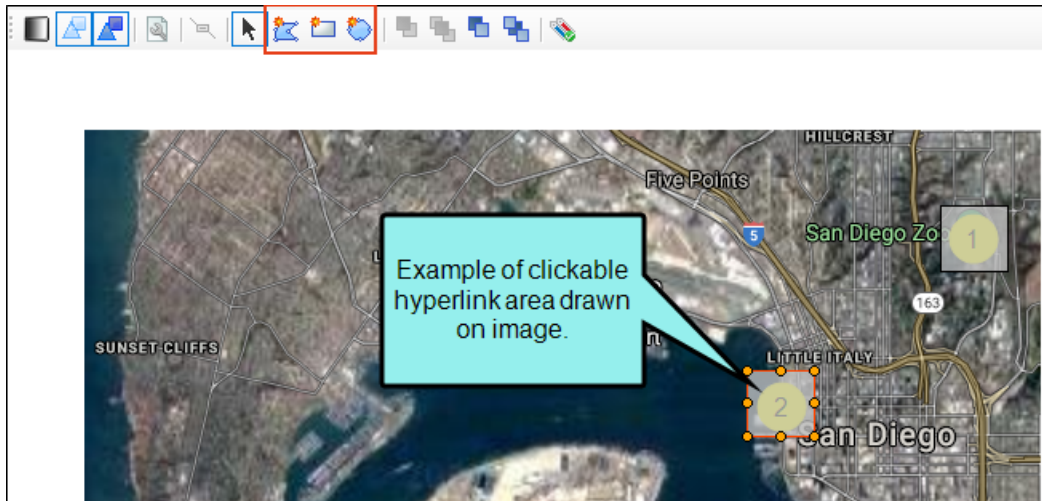 HILLCREST
Five Points
5
San Diego Zo
1
Example of clickable
hyperlink area drawn
on image.
163
SUNSET CLIFFS
LITTLE ITALY
2
San Diego